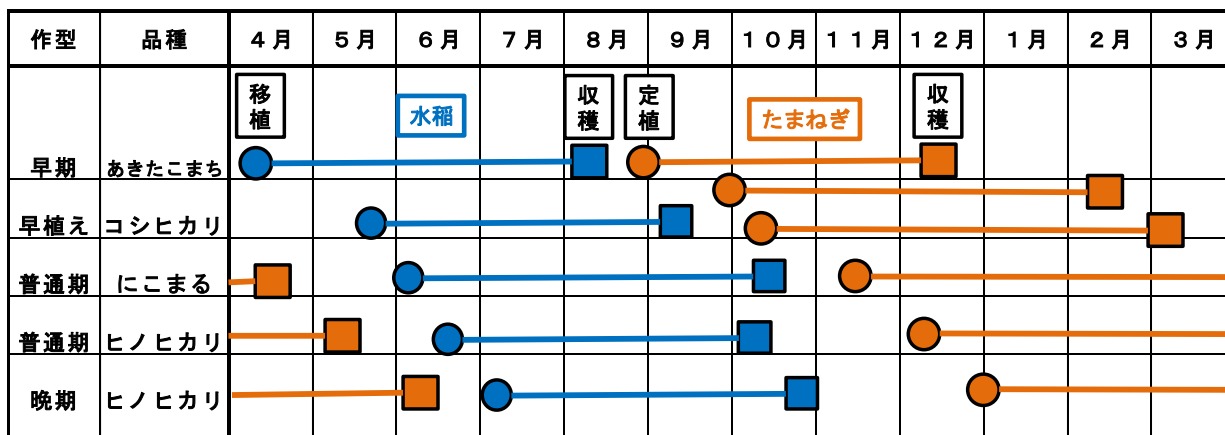 作型 品種 4月 5月 6月 7月 8月 9月 10月 11月 12月 1月 2月 3月
移植 水稲 収穫 定植 たまねぎ 収穫
早期 あきたこまち
早植え コシヒカリ
普通期 にこまる
普通期 ヒノヒカリ
晩期 ヒノヒカリ